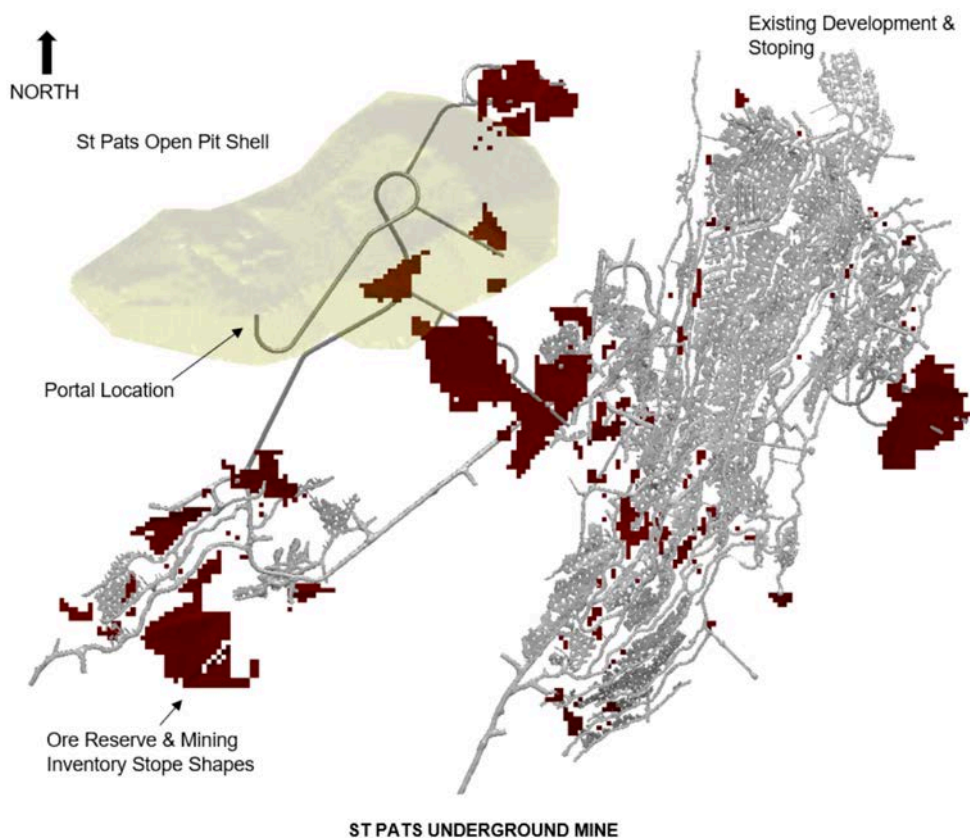 Existing Development &
Stoping
NORTH
St Pats Open Pit Shell
Portal Location
Ore Reserve & Mining
Inventory Stope Shapes
ST PATS UNDERGROUND MINE